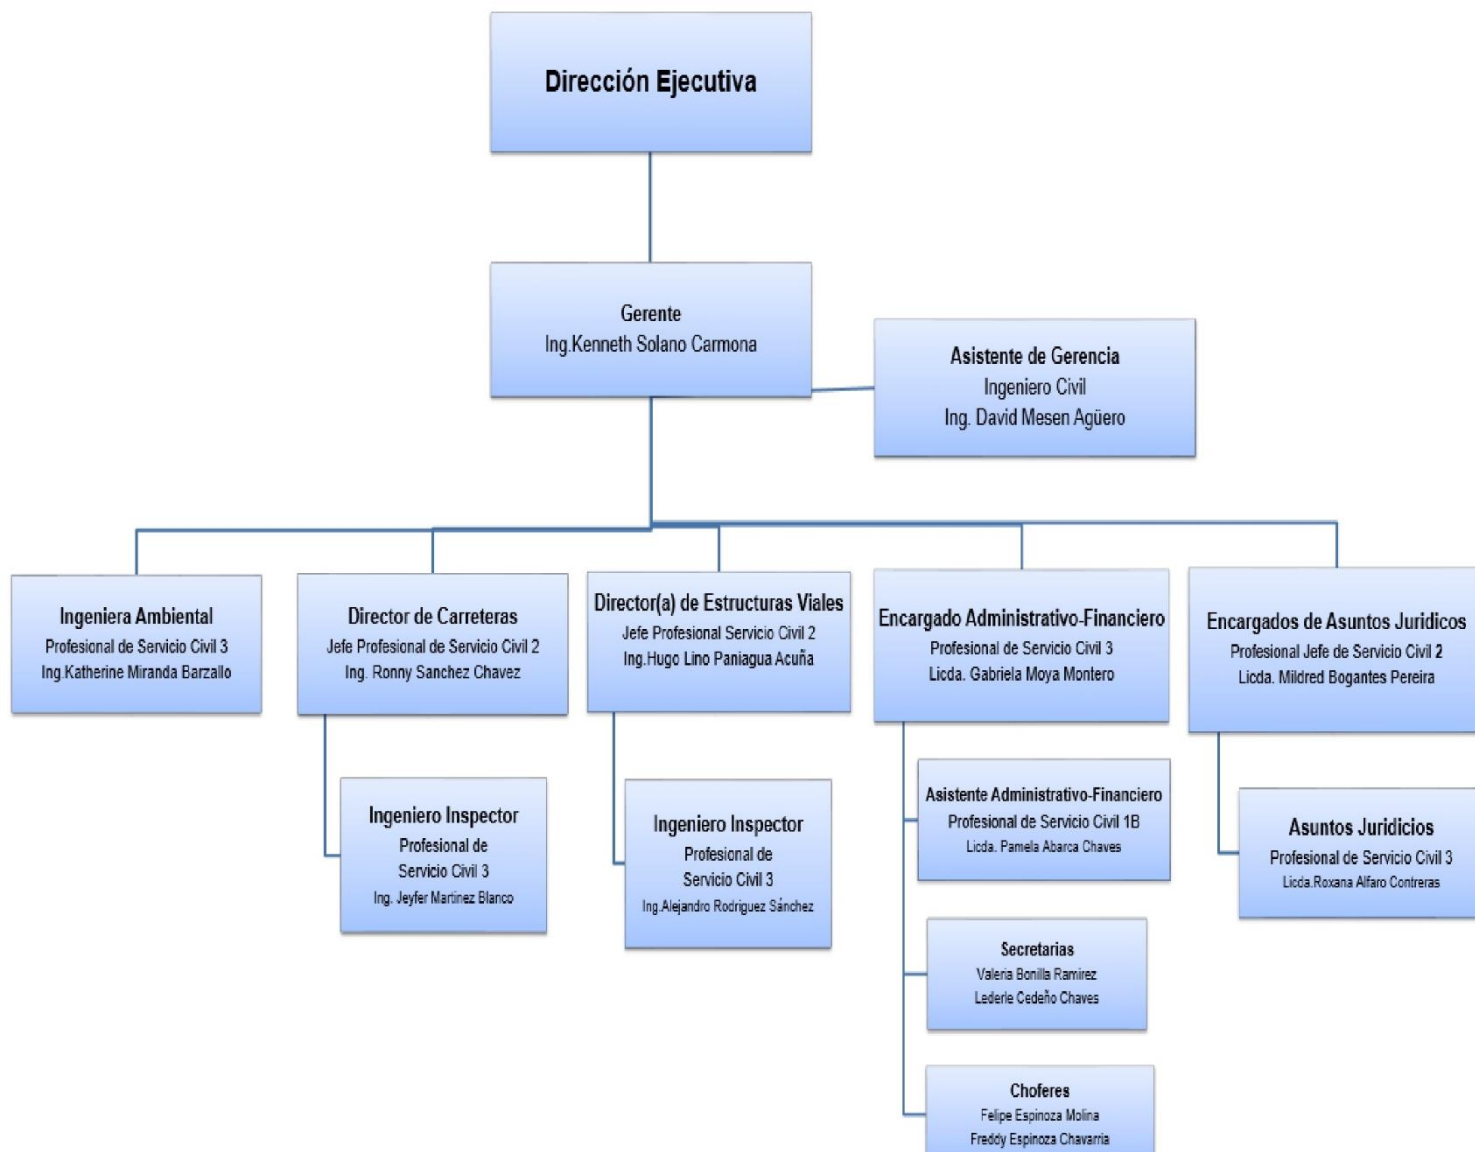 Dirección Ejecutiva
Gerente
Ing.Kenneth Solano Carmona
Asistente de Gerencia
Ingeniero Civil
Ing. David Mesen Agüero
Ingeniera Ambiental
Profesional de Servicio Civil 3
Ing.Katherine Miranda Barzallo
Director de Carreteras
Jefe Profesional de Servicio Civil 2
Ing. Ronny Sanchez Chavez
Director(a) de Estructuras Viales
Jefe Profesional Servicio Civil 2
Ing.Hugo Lino Paniagua Acuña
Encargado Administrativo-Financiero
Profesional de Servicio Civil 3
Licda. Gabriela Moya Montero
Encargados de Asuntos Juridicos
Profesional Jefe de Servicio Civil 2
Licda. Mildred Bogantes Pereira
Ingeniero Inspector
Profesional de
Servicio Civil 3
Ing. Jeyfer Martinez Blanco
Ingeniero Inspector
Profesional de
Servicio Civil 3
Ing.Alejandro Rodriguez Sánchez
Asistente Administrativo-Financiero
Profesional de Servicio Civil 1B
Licda. Pamela Abarca Chaves
Secretarias
Valeria Bonilla Ramirez
Lederle Cedeño Chaves
Choferes
Felipe Espinoza Molina
Freddy Espinoza Chavarria
Asuntos Juridicios
Profesional de Servicio Civil 3
Licda.Roxana Alfaro Contreras